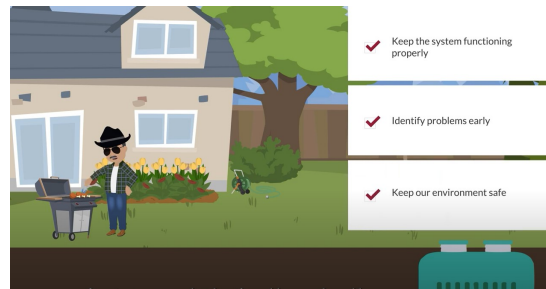 Keep the system functioning
properly
Identify problems early
Keep our environment safe